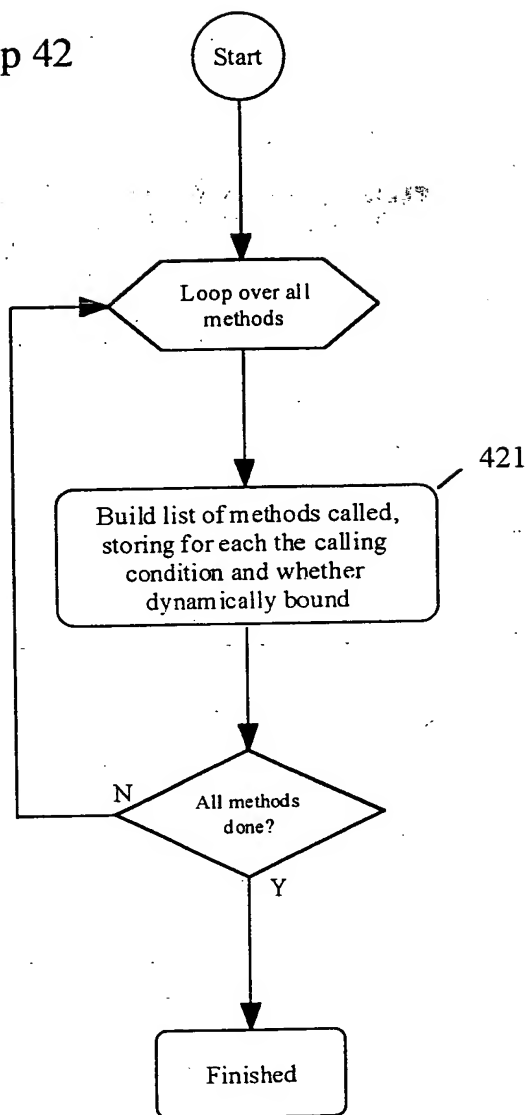 p 42
Start
Loop over all
methods
421
Build list of methods called,
storing for each the calling
condition and whether
dynamically bound
N
All methods
done?
Y
Finished